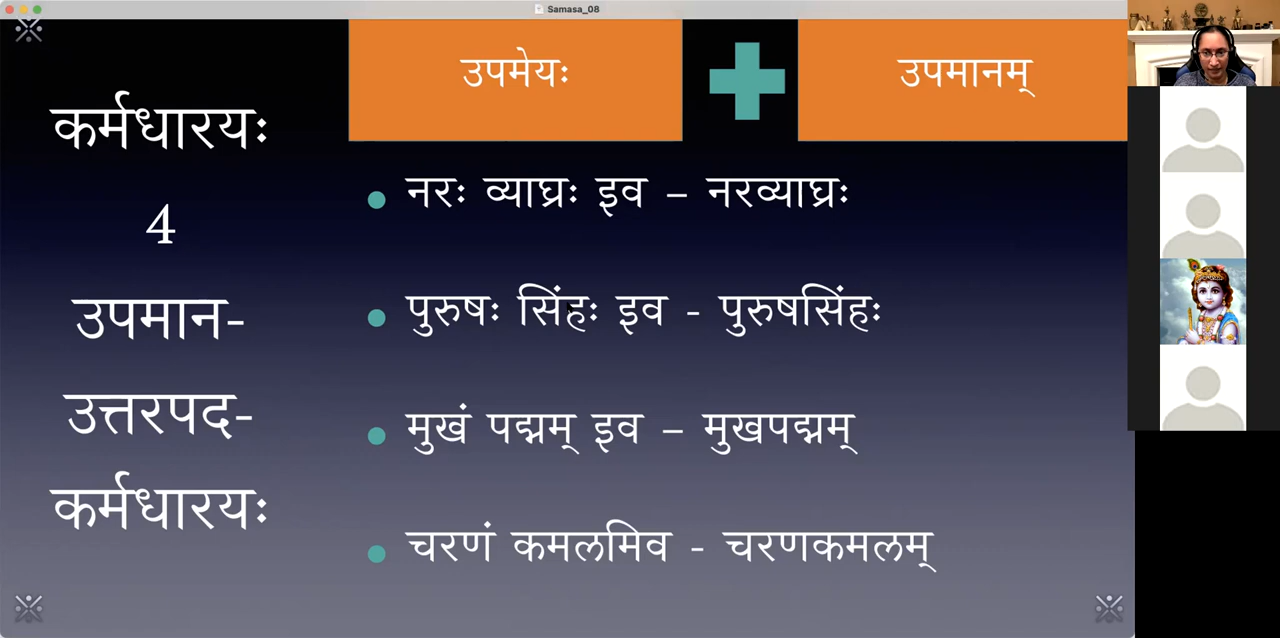 Samasa_08
उपमेयः
उपमानम्
कर्मधारयः
4
उपमान-
उत्तरपद-
कर्मधारयः
नरः व्याघ्रः इव – नरव्याघ्रः
पुरुषः सिंहः इव - पुरुषसिंहः
मुखं पद्मम् इव – मुखपद्मम्
चरणं कमलमिव - चरणकमलम्